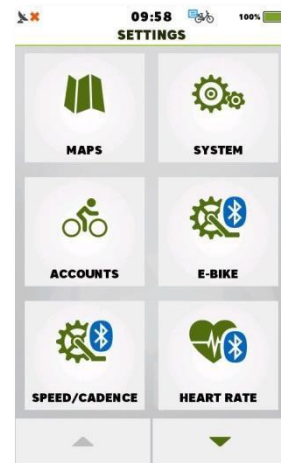 09:58 100%
SETTINGS
MAPS SYSTEM
ACCOUNTS E-BIKE
SPEED/CADENCE HEART RATE